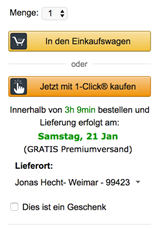 Menge: 1
In den Einkaufswagen
oder
Jetzt mit 1-Click® kaufen
Innerhalb von 3h 9min bestellen und
Lieferung erfolgt am:
Samstag, 21 Jan
(GRATIS Premiumversand)
Lieferort:
Jonas Hecht- Weimar - 99423
Dies ist ein Geschenk